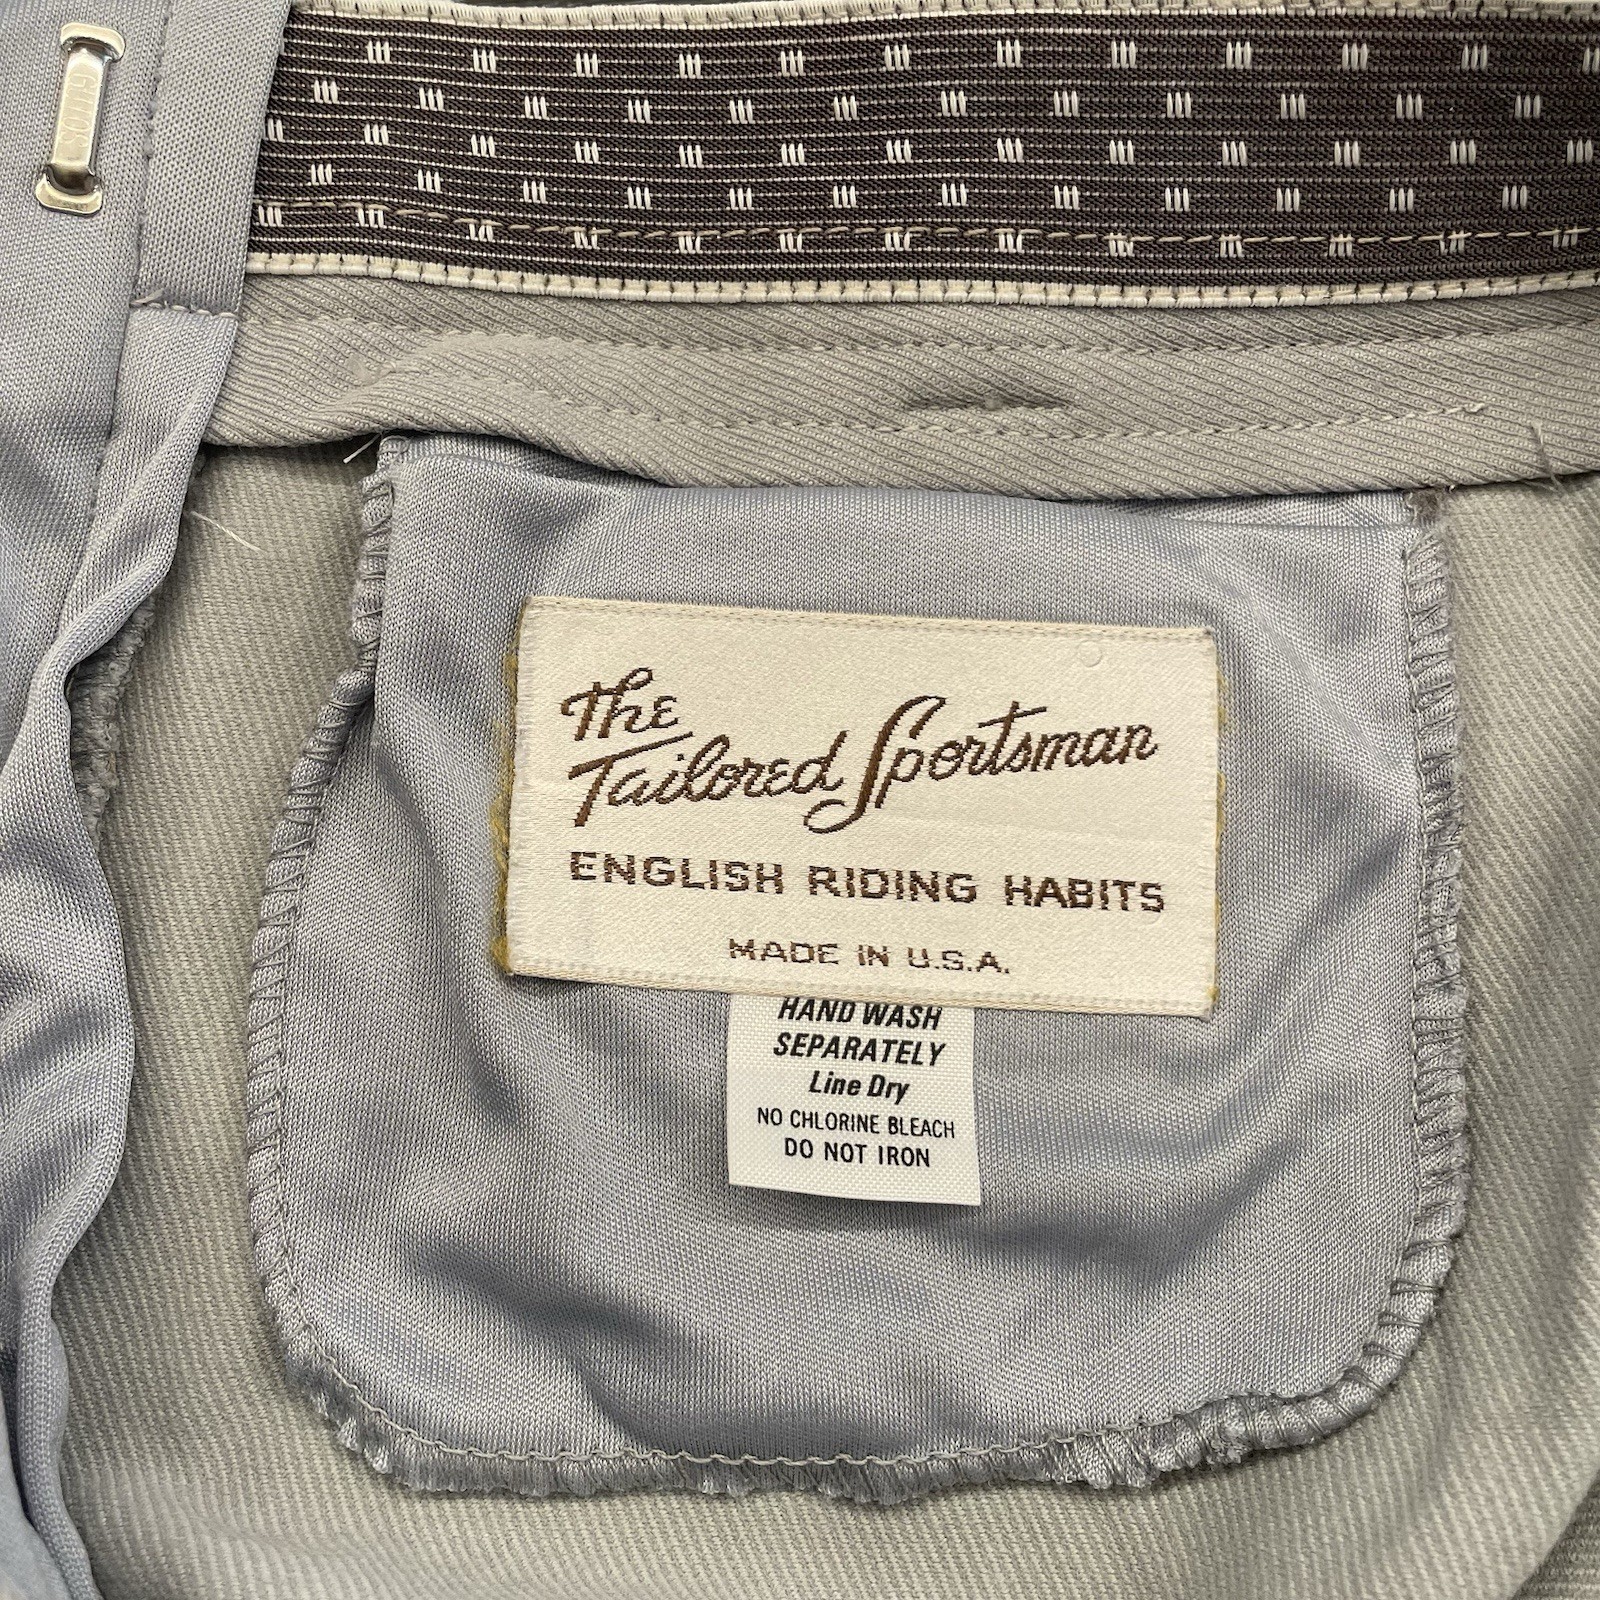 The
Tailored Sportsman
ENGLISH RIDING HABITS
MADE IN U.S.A.
HAND WASH
SEPARATELY
Line Dry
NO CHLORINE BLEACH
DO NOT IRON